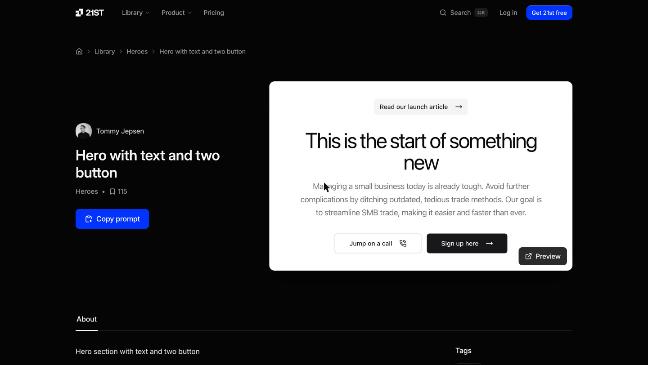 21ST
Library
Product
Pricing
Search
⌘K
Log in
Get 21st free
Library
Heroes
Hero with text and two button
Tommy Jepsen
Hero with text and two
button
Heroes • 115
Copy prompt
Read our launch article →
This is the start of something
new
Managing a small business today is already tough. Avoid further
complications by ditching outdated, tedious trade methods. Our goal is
to streamline SMB trade, making it easier and faster than ever.
Jump on a call
Sign up here →
Preview
About
Hero section with text and two button
Tags